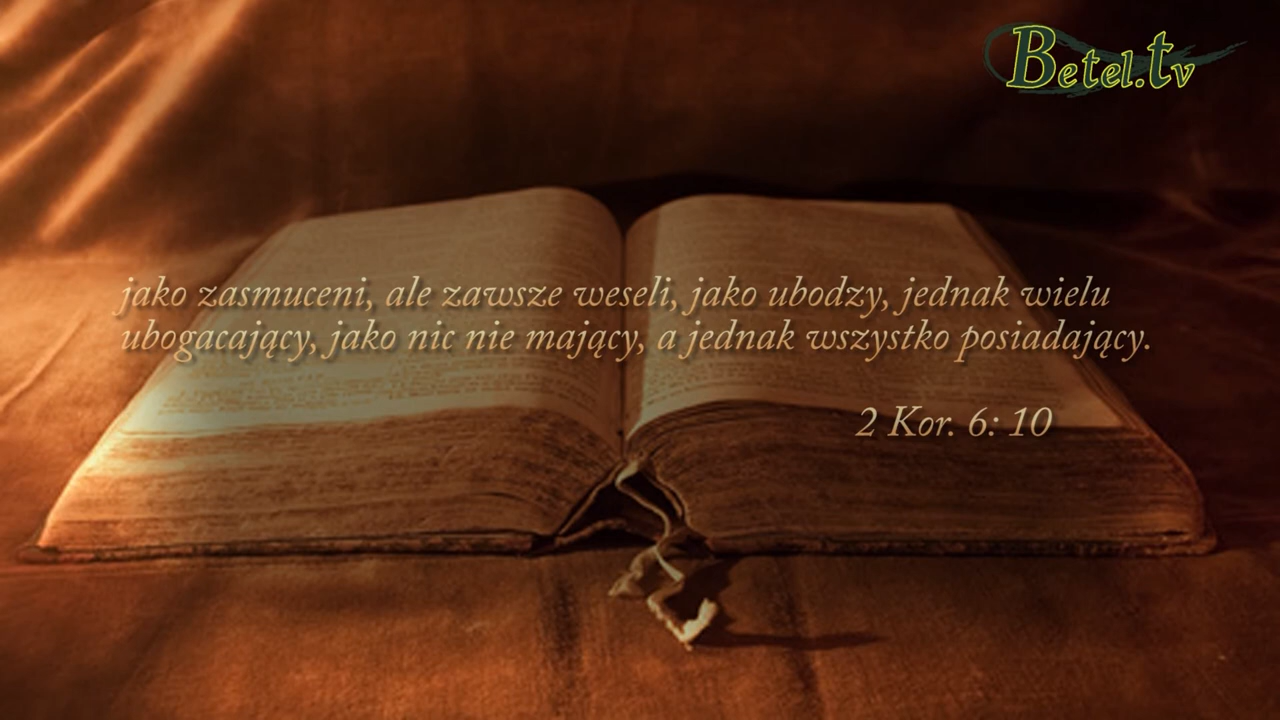 Betel.tv
jako zasmuceni, ale zawsze weseli, jako ubodzy, jednak wielu
ubogacający, jako nic nie mający, a jednak wszystko posiadający.
2 Kor. 6: 10